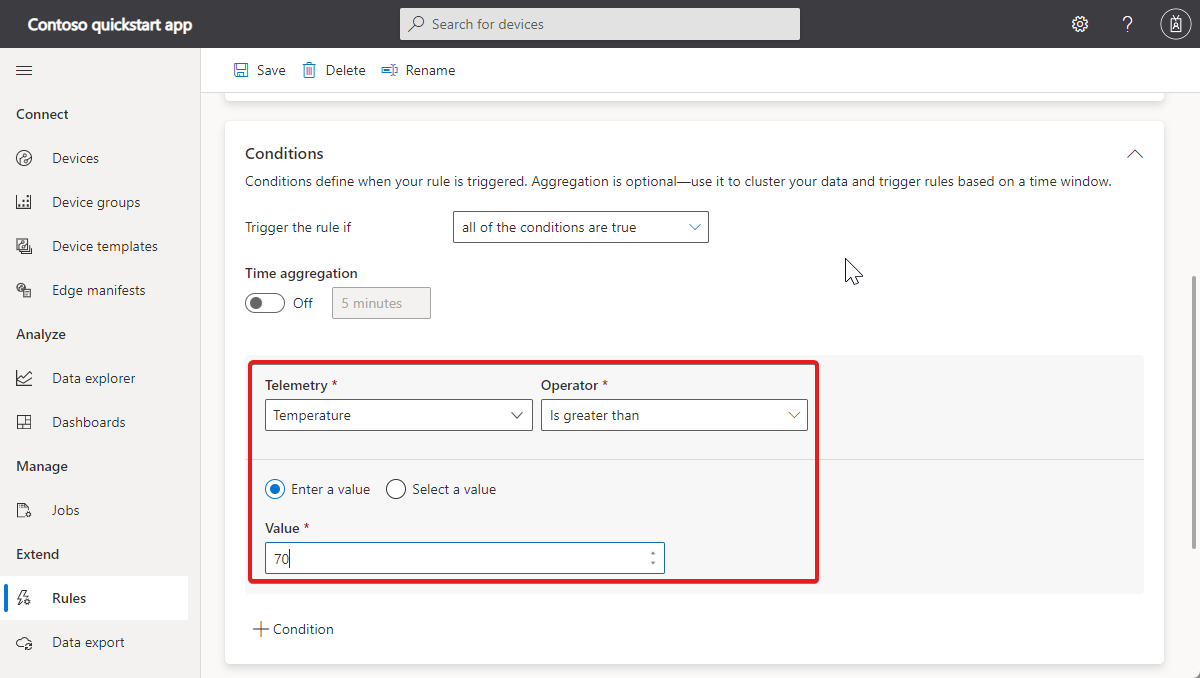 Contoso quickstart app
Search for devices
?
Save
Delete
Rename
Connect
Devices
Device groups
Device templates
Edge manifests
Analyze
Data explorer
Dashboards
Manage
Jobs
Extend
Rules
Data export
Conditions
Conditions define when your rule is triggered. Aggregation is optional—use it to cluster your data and trigger rules based on a time window.
Trigger the rule if
all of the conditions are true
Time aggregation
Off
5 minutes
Telemetry *
Operator *
Temperature
Is greater than
Enter a value
Select a value
Value *
70
+ Condition